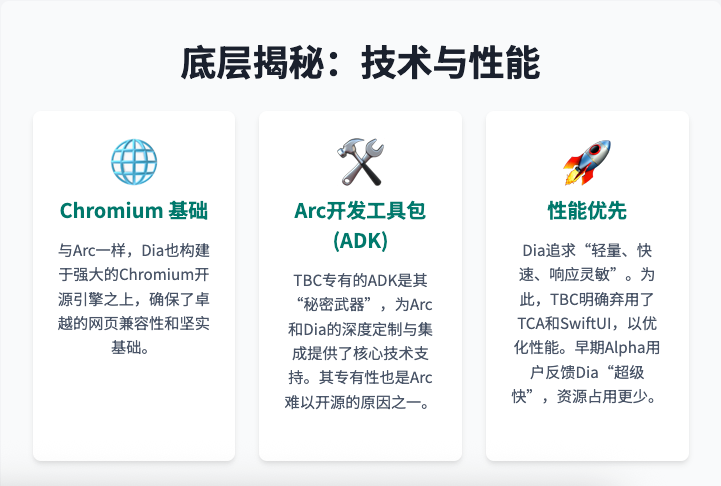 底层揭秘：技术与性能
Chromium 基础
与Arc一样，Dia也构建
于强大的Chromium开
源引擎之上，确保了卓
越的网页兼容性和坚实
基础。
Arc开发工具包
(ADK)
TBC专有的ADK是其
“秘密武器”，为Arc
和Dia的深度定制与集
成提供了核心技术支
持。其专有性也是Arc
难以开源的原因之一。
性能优先
Dia追求“轻量、快
速、响应灵敏”。为
此，TBC明确弃用了
TCA和SwiftUI，以优
化性能。早期Alpha用
户反馈Dia“超级
快”，资源占用更少。